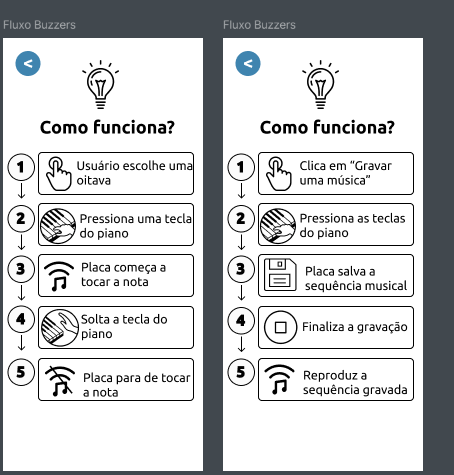 Fluxo Buzzers
<
Como funciona?
1
Usuário escolhe uma
oitava
2
Pressiona uma tecla
do piano
3
Placa começa a
tocar a nota
4
Solta a tecla do
piano
5
Placa para de tocar
a nota
Fluxo Buzzers
<
Como funciona?
1
Clica em "Gravar
uma música"
2
Pressiona as teclas
do piano
3
Placa salva a
sequência musical
4
Finaliza a gravação
5
Reproduz a
sequência gravada